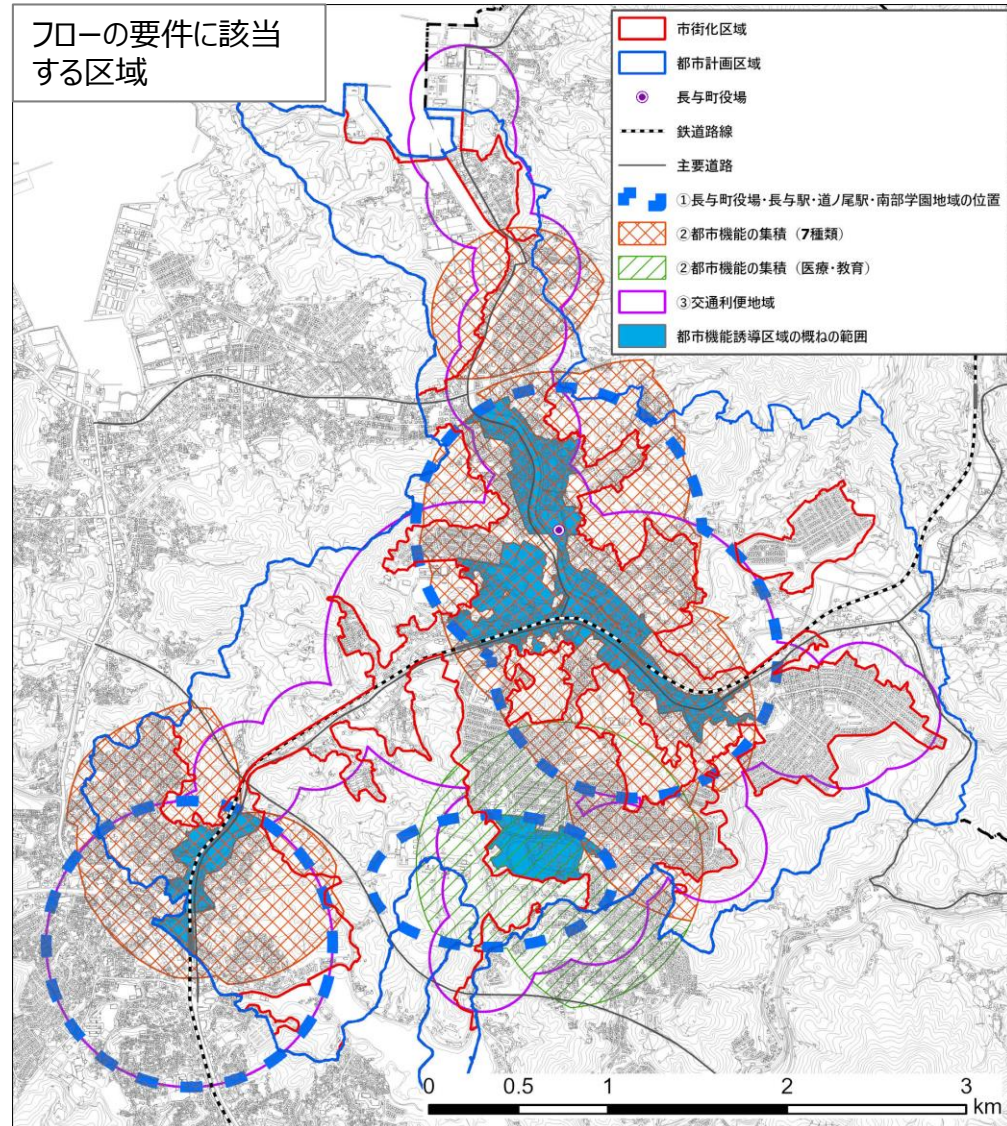 フローの要件に該当
する区域
市街化区域
都市計画区域
長与町役場
鉄道路線
主要道路
①長与町役場・長与駅・道ノ尾駅・南部学園地域の位置
②都市機能の集積（7種類）
②都市機能の集積（医療・教育）
③交通利便地域
都市機能誘導区域の概ねの範囲
0 0.5 1 2 3
km